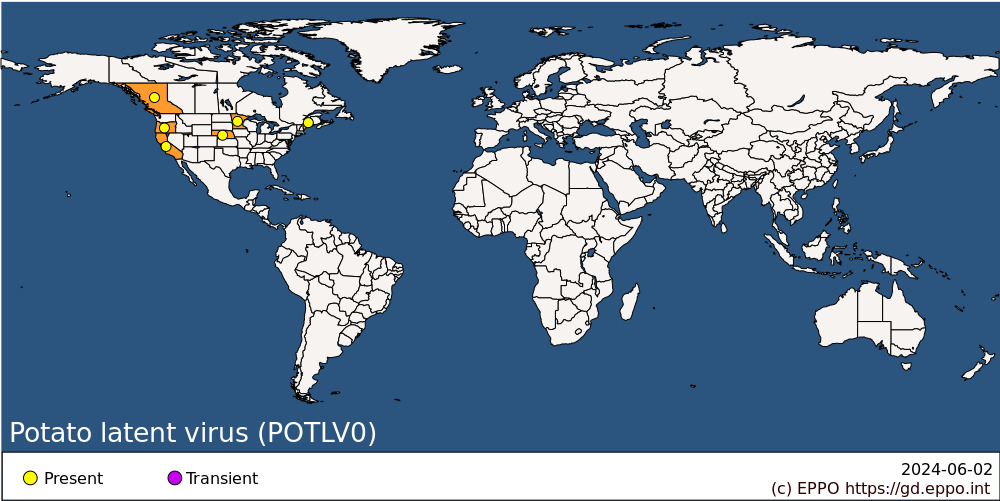 Potato latent virus (POTLV0)
Present
Transient
2024-06-02
(c) EPPO https://gd.eppo.int